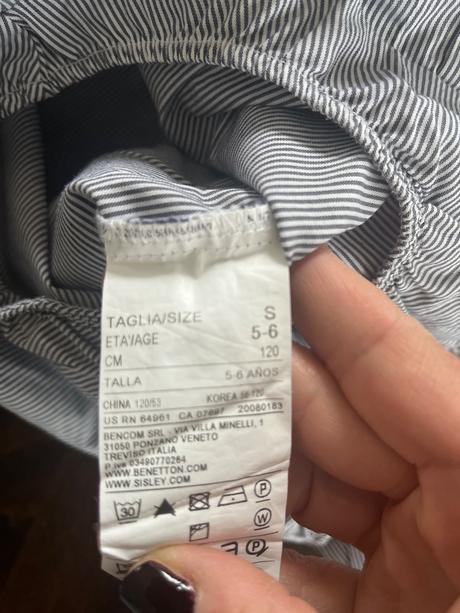 TAGLIA/SIZE S
ETA'/AGE 5-6
CM 120
TALLA 5-6 AÑOS
CHINA 120/53 KOREA 56-120
US RN 64961 CA 07697 20080183
BENCOM SRL - VIA VILLA MINELLI, 1
31050 PONZANO VENETO
TREVISO ITALIA
P.IVA 03490770264
WWW.BENETTON.COM
WWW.SISLEY.COM
30 P
W